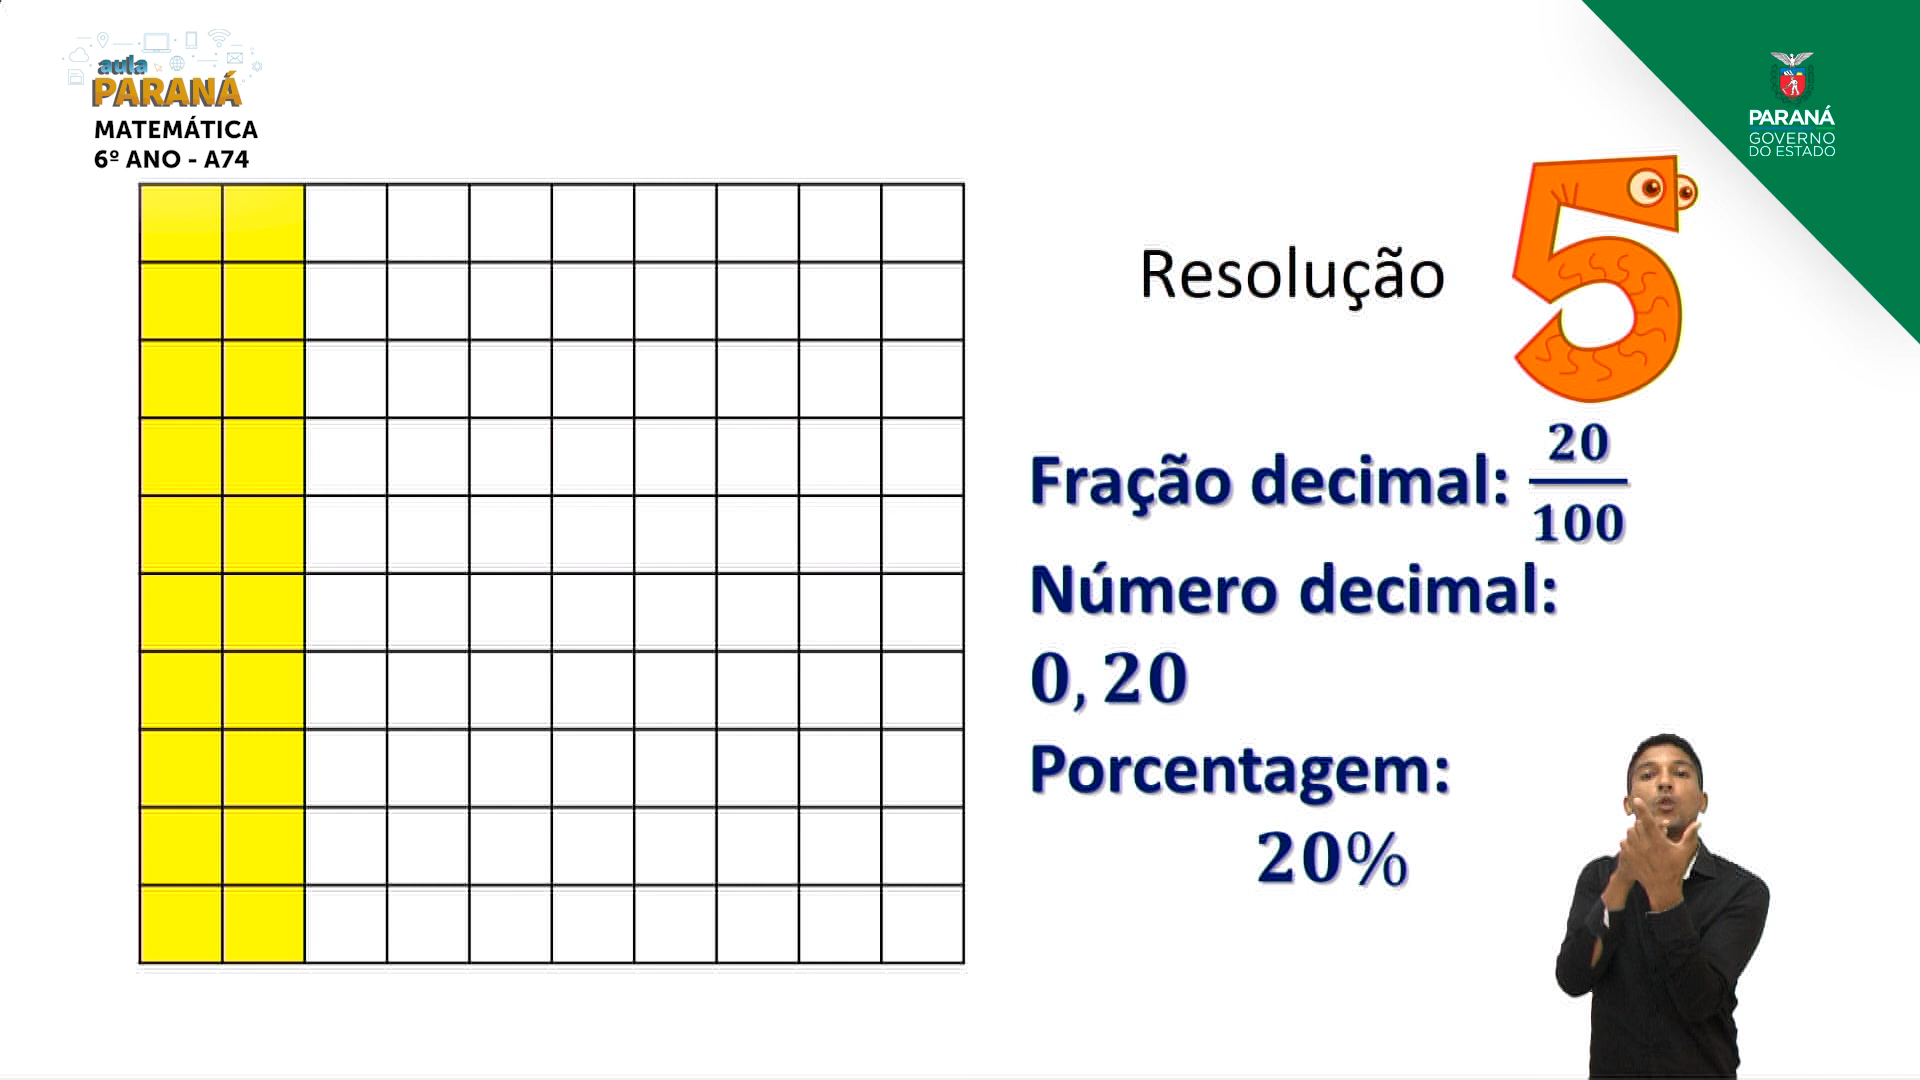 aula
PARANÁ
MATEMÁTICA
6º ANO - A74
PARANÁ
GOVERNO
DO ESTADO
Resolução
5
Fração decimal: 20/100
Número decimal:
0, 20
Porcentagem:
20%